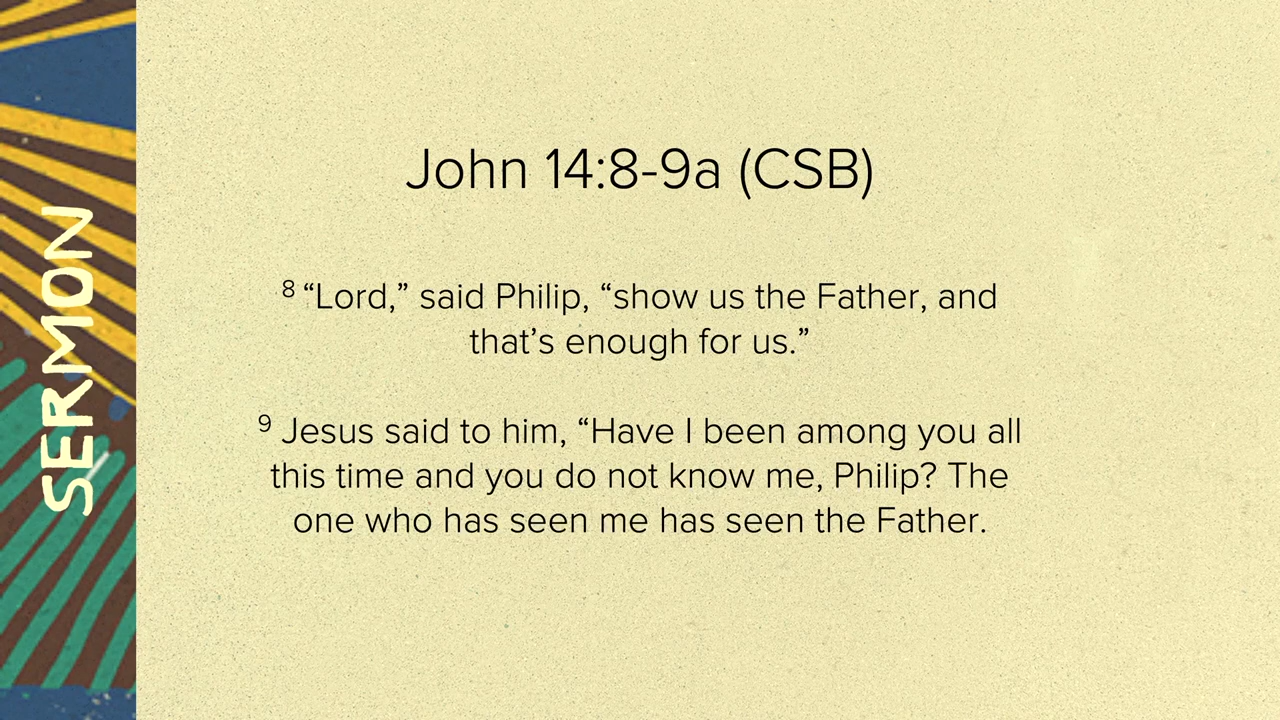 SERMON
John 14:8-9a (CSB)
8 “Lord,” said Philip, “show us the Father, and
that’s enough for us.”
9 Jesus said to him, “Have I been among you all
this time and you do not know me, Philip? The
one who has seen me has seen the Father.